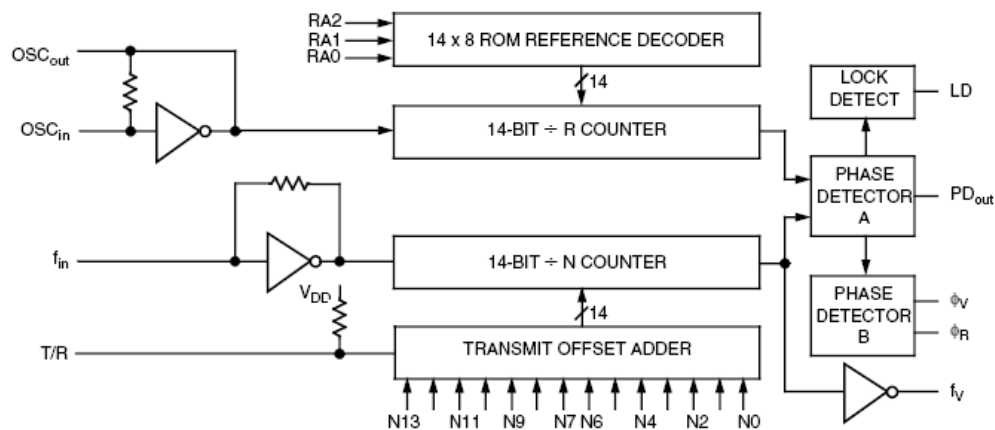 RA2
RA1
RA0
14 x 8 ROM REFERENCE DECODER
OSCout
14
LOCK
DETECT
LD
OSCin
14-BIT ÷ R COUNTER
PHASE
DETECTOR
A
PDout
fin
14-BIT ÷ N COUNTER
VDD
14
PHASE
DETECTOR
B
ϕV
ϕR
T/R
TRANSMIT OFFSET ADDER
fV
N13 N11 N9 N7 N6 N4 N2 N0